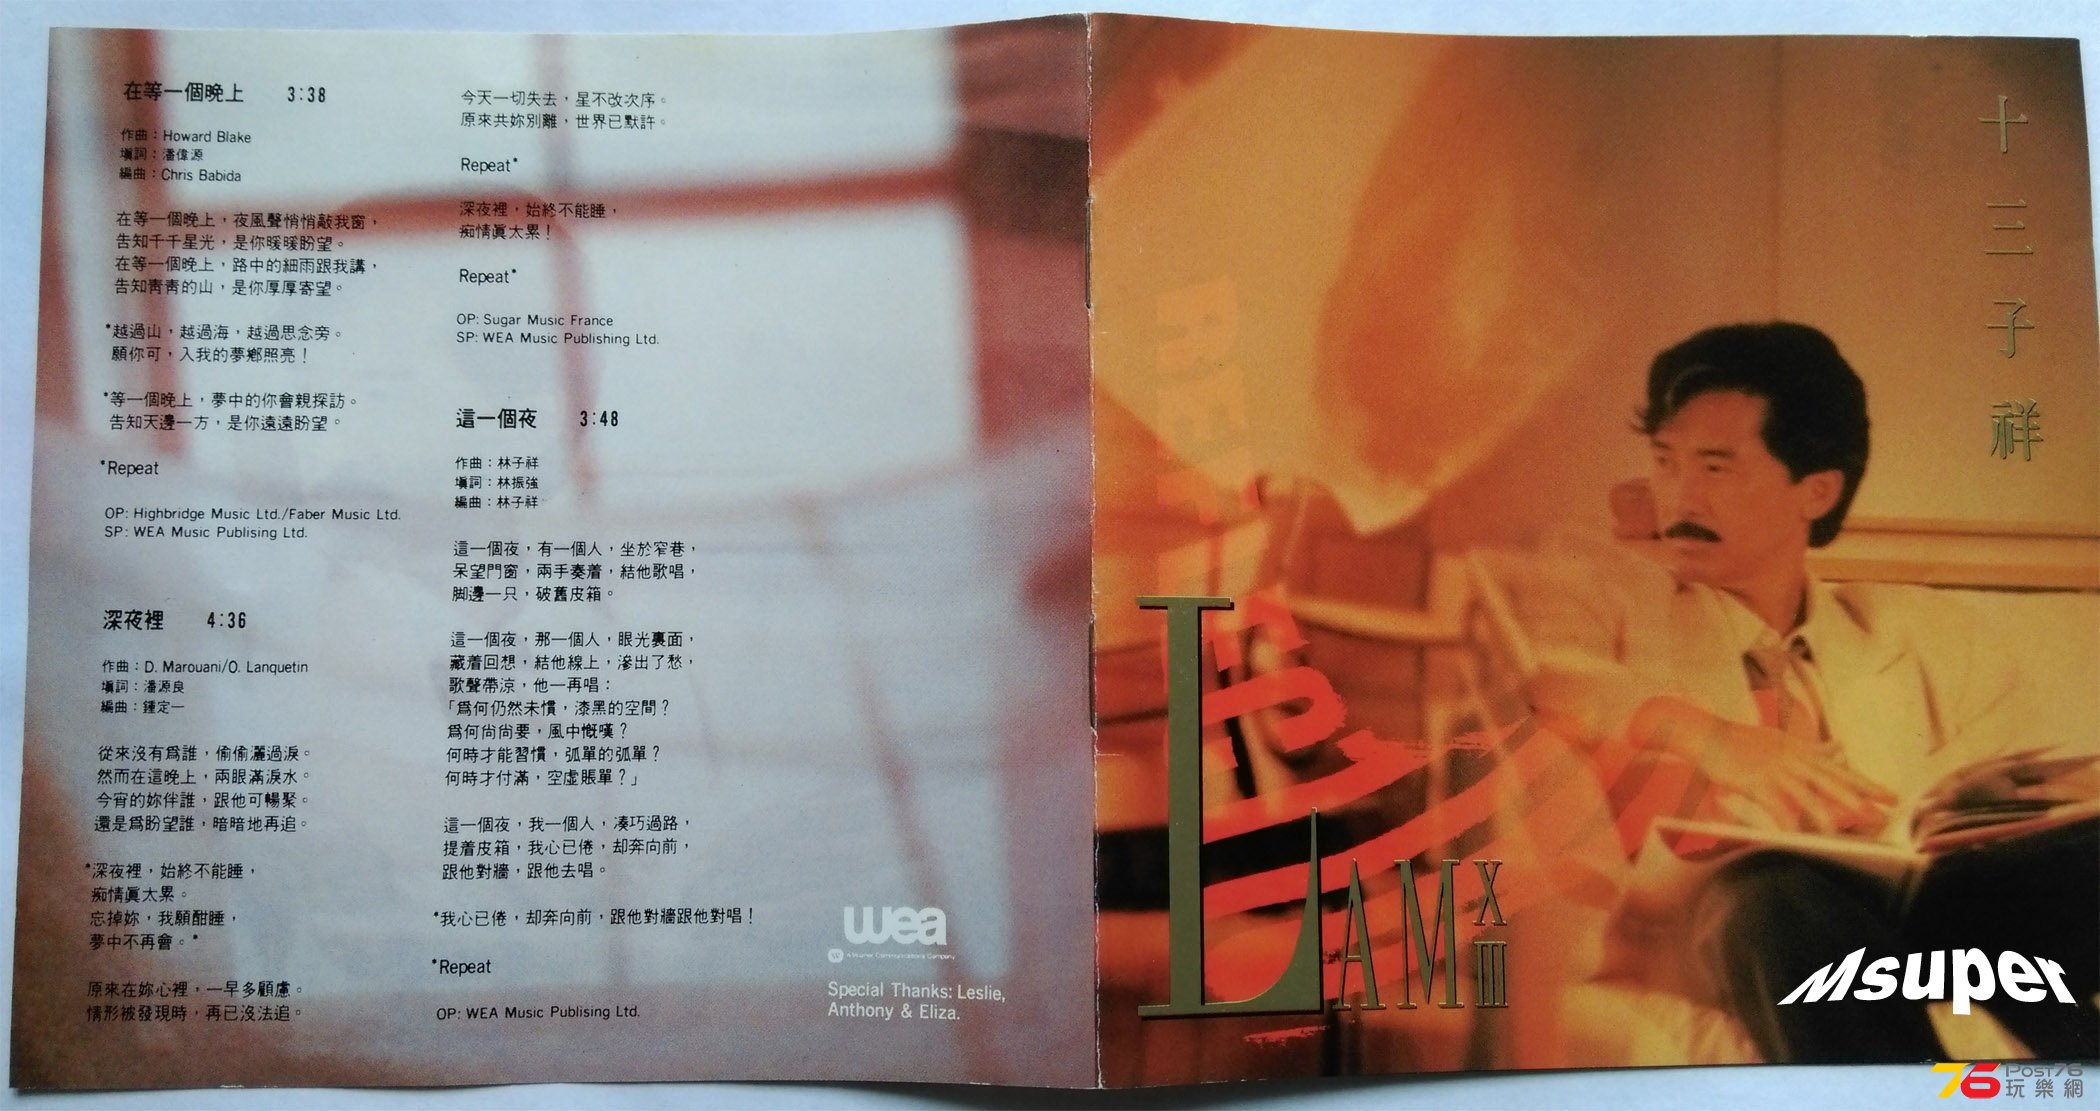 在等一個晚上 3:38
作曲：Howard Blake
填詞：潘偉源
編曲：Chris Babida
在等一個晚上，夜風聲悄悄敲我窗，
告知千千星光，是你暖暖盼望。
在等一個晚上，路中的細雨跟我講，
告知靑靑的山，是你厚厚寄望。
*越過山，越過海，越過思念旁。
願你可，入我的夢鄉照亮！
*等一個晚上，夢中的你會親探訪。
告知天邊一方，是你遠遠盼望。
*Repeat
OP: Highbridge Music Ltd./Faber Music Ltd.
SP: WEA Music Publising Ltd.
深夜裡 4:36
作曲：D. Marouani/O. Lanquetin
填詞：潘源良
編曲：鍾定一
從來沒有爲誰，偷偷灑過淚。
然而在這晚上，兩眼滿淚水。
今宵的妳伴誰，跟他可暢聚。
還是爲盼望誰，暗暗地再追。
*深夜裡，始終不能睡，
痴情眞太累。
忘掉妳，我願酣睡，
夢中不再會。*
原來在妳心裡，一早多顧慮。
情形被發現時，再已沒法追。
今天一切失去，星不改次序。
原來共妳別離，世界已默許。
Repeat*
深夜裡，始終不能睡，
痴情眞太累！
Repeat*
OP: Sugar Music France
SP: WEA Music Publishing Ltd.
這一個夜 3:48
作曲：林子祥
填詞：林振強
編曲：林子祥
這一個夜，有一個人，坐於窄巷，
呆望門窗，兩手奏着，結他歌唱，
脚邊一只，破舊皮箱。
這一個夜，那一個人，眼光裏面，
藏着回想，結他線上，滲出了愁，
歌聲帶涼，他一再唱：
「爲何仍然未慣，漆黑的空間？
爲何尙尙要，風中慨嘆？
何時才能習慣，弧單的弧單？
何時才付滿，空虛賬單？」
這一個夜，我一個人，凑巧過路，
提着皮箱，我心已倦，却奔向前，
跟他對牆，跟他去唱。
*我心已倦，却奔向前，跟他對牆跟他對唱！
*Repeat
OP: WEA Music Publising Ltd.
wea
A Warner Communications Company
Special Thanks: Leslie,
Anthony & Eliza.
十三子祥
LAM XIII
Msuper
76 Post76
玩樂網